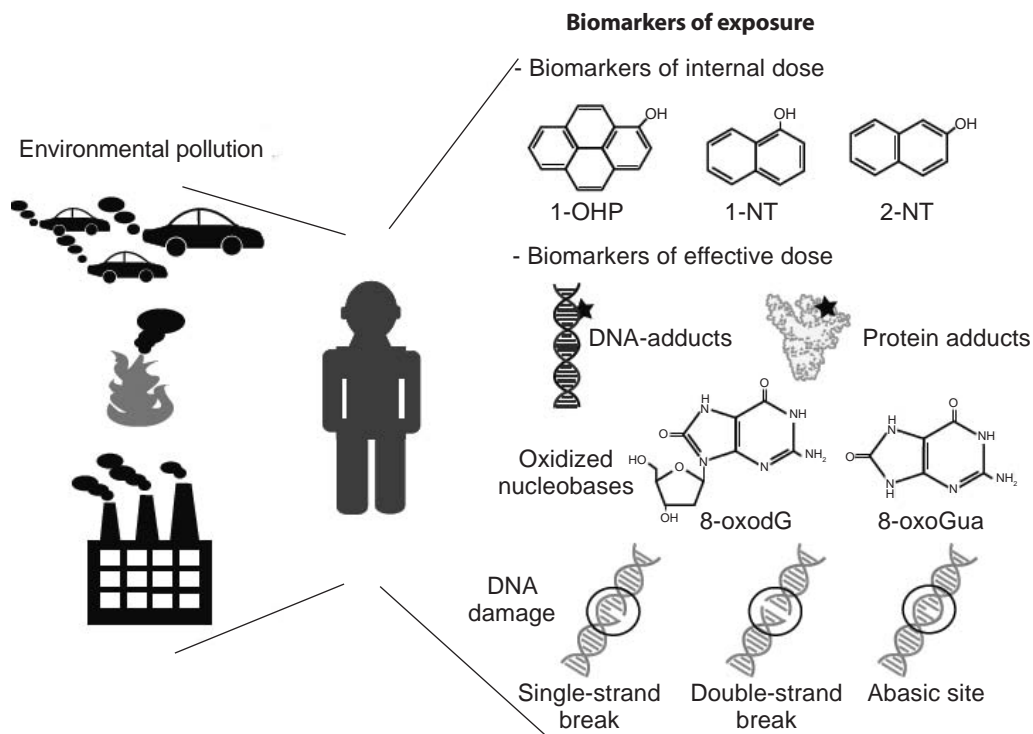 Biomarkers of exposure
- Biomarkers of internal dose
Environmental pollution
OH
OH
OH
1-OHP
1-NT
2-NT
- Biomarkers of effective dose
DNA-adducts
Protein adducts
Oxidized
nucleobases
O
H
N
NH
O
N
N
NH2
HO
O
OH
8-oxodG
O
H
N
NH
O
N
H
N
NH2
8-oxoGua
DNA
damage
Single-strand
break
Double-strand
break
Abasic site